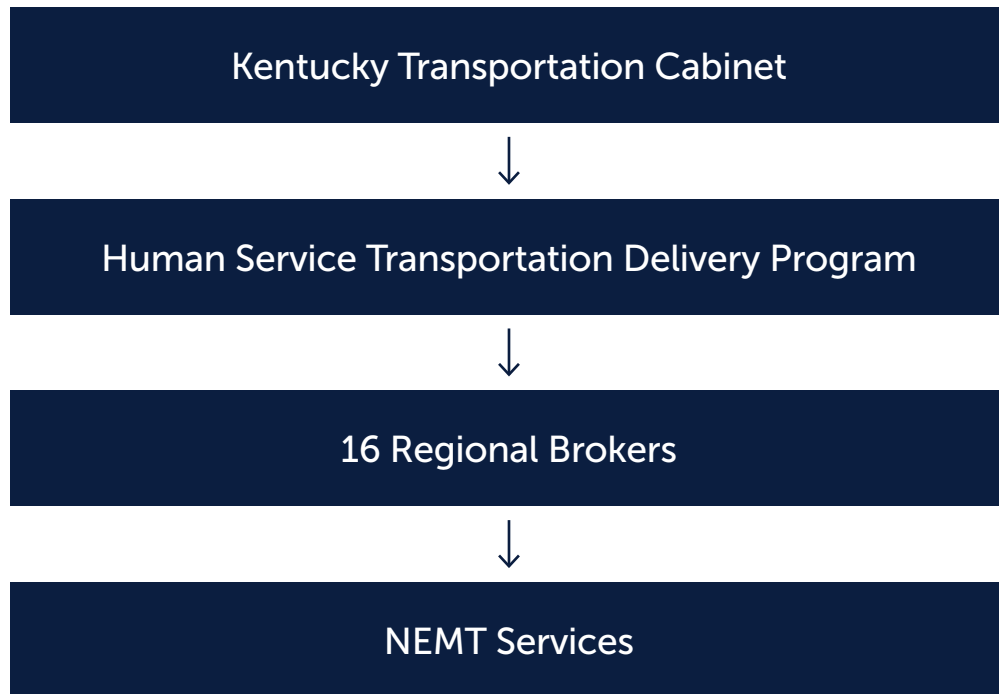 Kentucky Transportation Cabinet
Human Service Transportation Delivery Program
16 Regional Brokers
NEMT Services